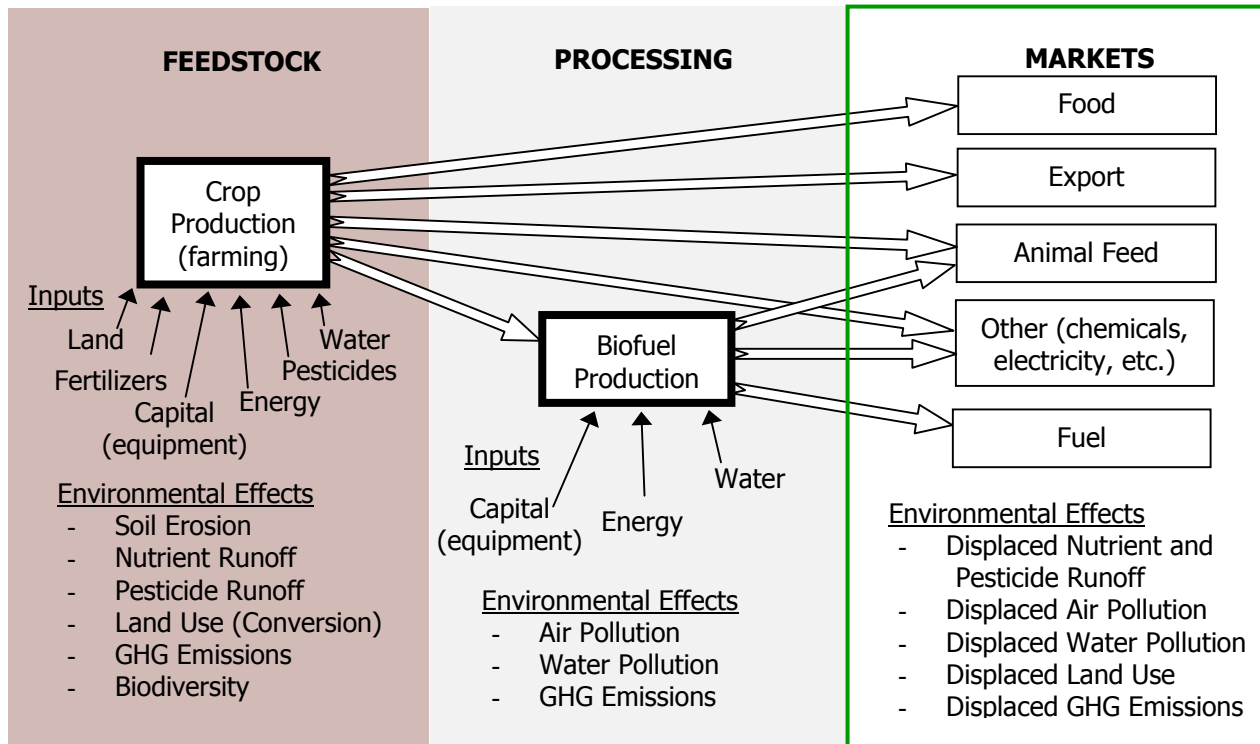 FEEDSTOCK
Crop
Production
(farming)
Inputs
Land
Fertilizers
Capital
(equipment)
Energy
Water
Pesticides
Environmental Effects
- Soil Erosion
- Nutrient Runoff
- Pesticide Runoff
- Land Use (Conversion)
- GHG Emissions
- Biodiversity
PROCESSING
Biofuel
Production
Inputs
Capital
(equipment)
Energy
Water
Environmental Effects
- Air Pollution
- Water Pollution
- GHG Emissions
MARKETS
Food
Export
Animal Feed
Other (chemicals,
electricity, etc.)
Fuel
Environmental Effects
- Displaced Nutrient and
Pesticide Runoff
- Displaced Air Pollution
- Displaced Water Pollution
- Displaced Land Use
- Displaced GHG Emissions